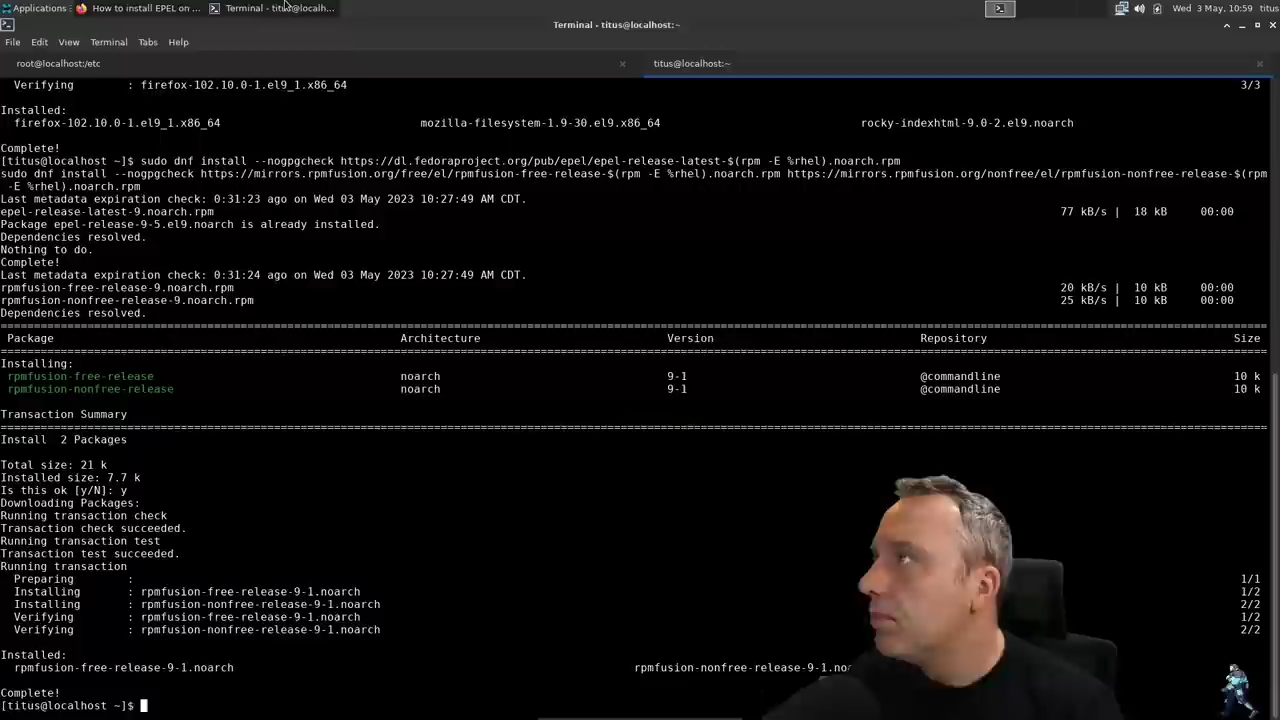 Applications
How to install EPEL on ...
Terminal - titus@localh...
Wed 3 May, 10:59 titus
Terminal - titus@localhost:~
File Edit View Terminal Tabs Help
root@localhost:/etc
titus@localhost:~
Verifying : firefox-102.10.0-1.el9_1.x86_64 3/3
Installed:
firefox-102.10.0-1.el9_1.x86_64 mozilla-filesystem-1.9-30.el9.x86_64 rocky-indexhtml-9.0-2.el9.noarch
Complete!
[titus@localhost ~]$ sudo dnf install --nogpgcheck https://dl.fedoraproject.org/pub/epel/epel-release-latest-$(rpm -E %rhel).noarch.rpm
sudo dnf install --nogpgcheck https://mirrors.rpmfusion.org/free/el/rpmfusion-free-release-$(rpm -E %rhel).noarch.rpm https://mirrors.rpmfusion.org/nonfree/el/rpmfusion-nonfree-release-$(rpm
-E %rhel).noarch.rpm
Last metadata expiration check: 0:31:23 ago on Wed 03 May 2023 10:27:49 AM CDT.
epel-release-latest-9.noarch.rpm 77 kB/s | 18 kB 00:00
Package epel-release-9-5.el9.noarch is already installed.
Dependencies resolved.
Nothing to do.
Complete!
Last metadata expiration check: 0:31:24 ago on Wed 03 May 2023 10:27:49 AM CDT.
rpmfusion-free-release-9.noarch.rpm 20 kB/s | 10 kB 00:00
rpmfusion-nonfree-release-9.noarch.rpm 25 kB/s | 10 kB 00:00
Dependencies resolved.
Package Architecture Version Repository Size
Installing:
rpmfusion-free-release noarch 9-1 @commandline 10 k
rpmfusion-nonfree-release noarch 9-1 @commandline 10 k
Transaction Summary
Install 2 Packages
Total size: 21 k
Installed size: 7.7 k
Is this ok [y/N]: y
Downloading Packages:
Running transaction check
Transaction check succeeded.
Running transaction test
Transaction test succeeded.
Running transaction
Preparing : 1/1
Installing : rpmfusion-free-release-9-1.noarch 1/2
Installing : rpmfusion-nonfree-release-9-1.noarch 2/2
Verifying : rpmfusion-free-release-9-1.noarch 1/2
Verifying : rpmfusion-nonfree-release-9-1.noarch 2/2
Installed:
rpmfusion-free-release-9-1.noarch rpmfusion-nonfree-release-9-1.no
Complete!
[titus@localhost ~]$